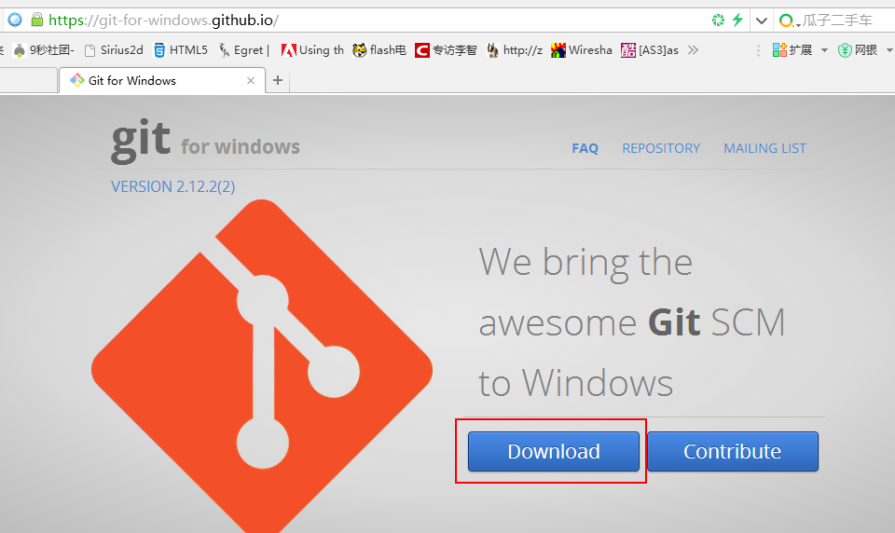 https://git-for-windows.github.io/
瓜子二手车
9秒社团- Sirius2d HTML5 Egret | Using th flash电 专访李智 http://z Wiresha [AS3]as 扩展 网银
Git for Windows
git for windows
FAQ REPOSITORY MAILING LIST
VERSION 2.12.2(2)
We bring the
awesome Git SCM
to Windows
Download Contribute